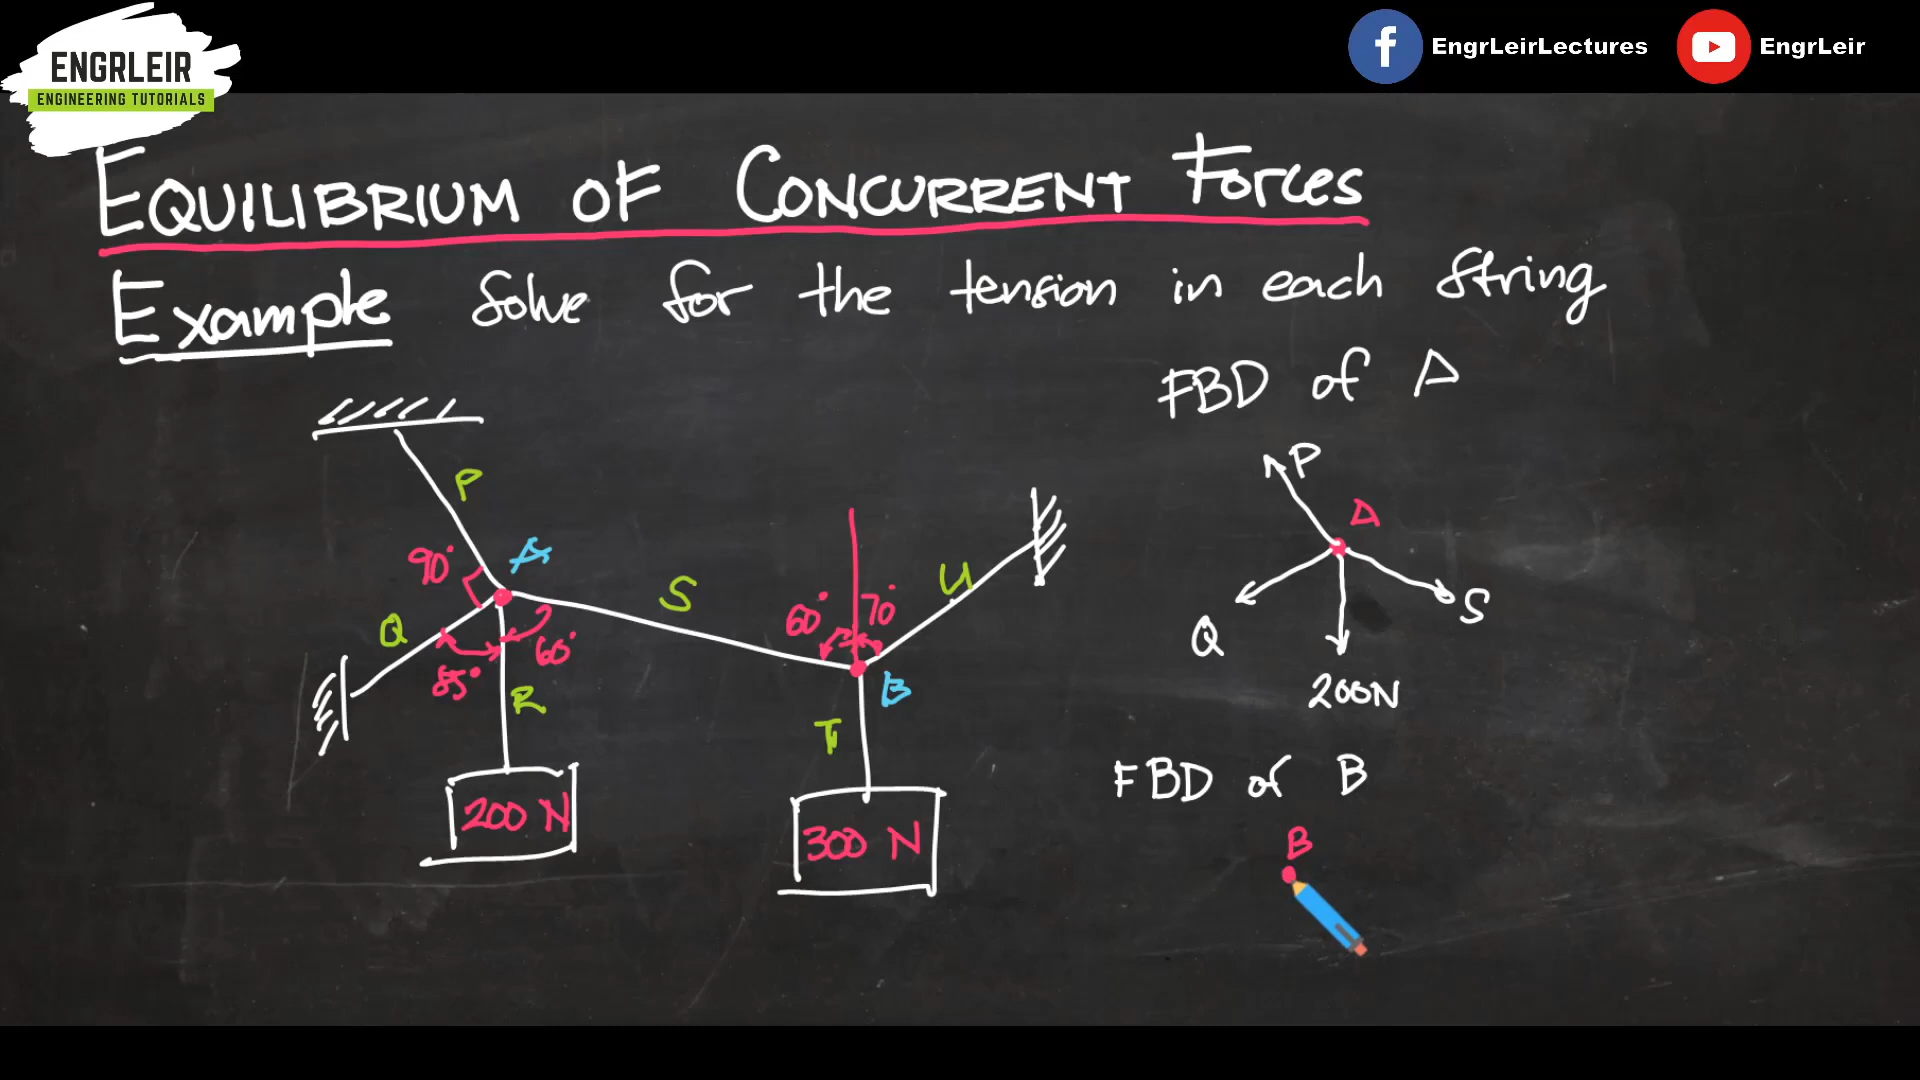 ENGRLEIR
ENGINEERING TUTORIALS
EngrLeirLectures
EngrLeir
EQUILIBRIUM OF CONCURRENT FORCES
Example Solve for the tension in each string
FBD of A
P
A
Q
S
200N
P
90°
A
Q
85°
60°
R
S
60°
70°
U
B
T
200 N
300 N
FBD of B
B